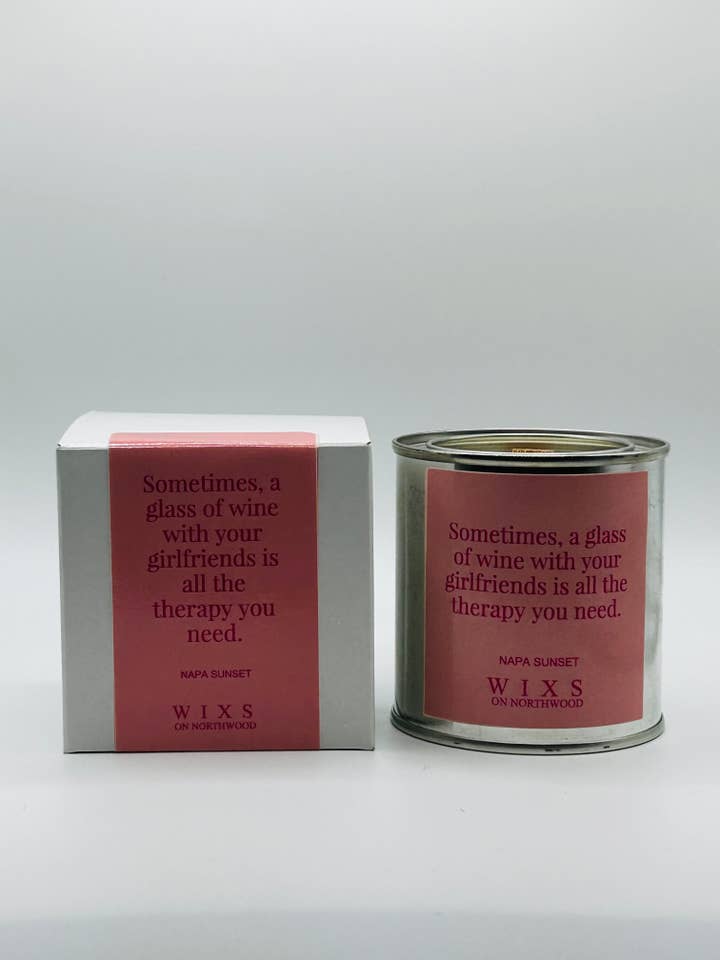 Sometimes, a
glass of wine
with your
girlfriends is
all the
therapy you
need.
NAPA SUNSET
WIXS
ON NORTHWOOD
Sometimes, a glass
of wine with your
girlfriends is all the
therapy you need.
NAPA SUNSET
WIXS
ON NORTHWOOD